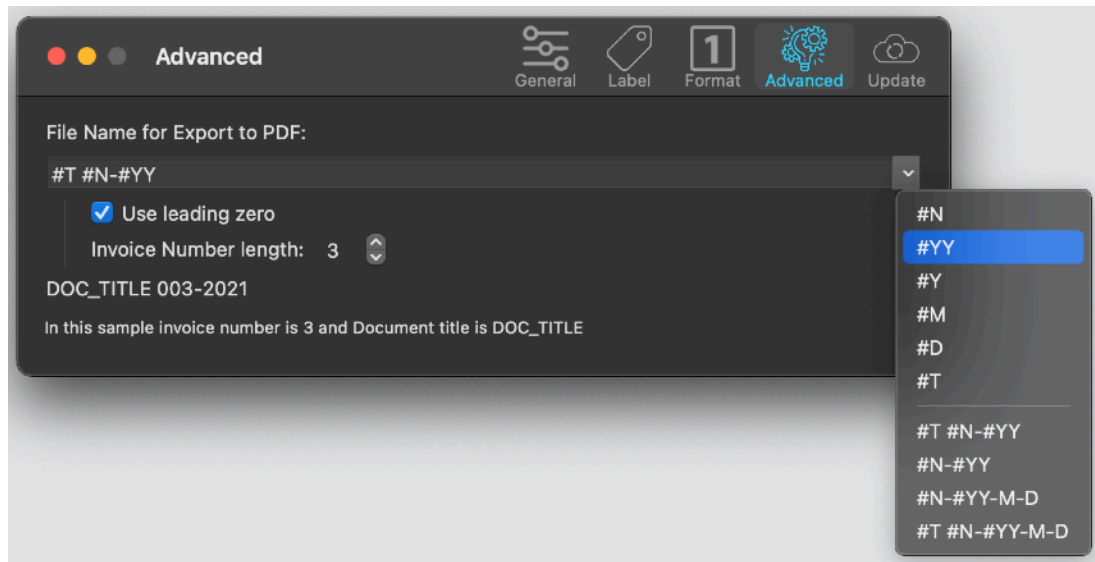 Advanced
General
Label
1
Format
Advanced
Update
File Name for Export to PDF:
#T #N-#YY
Use leading zero
Invoice Number length: 3
DOC_TITLE 003-2021
In this sample invoice number is 3 and Document title is DOC_TITLE
#N
#YY
#Y
#M
#D
#T
#T #N-#YY
#N-#YY
#N-#YY-M-D
#T #N-#YY-M-D